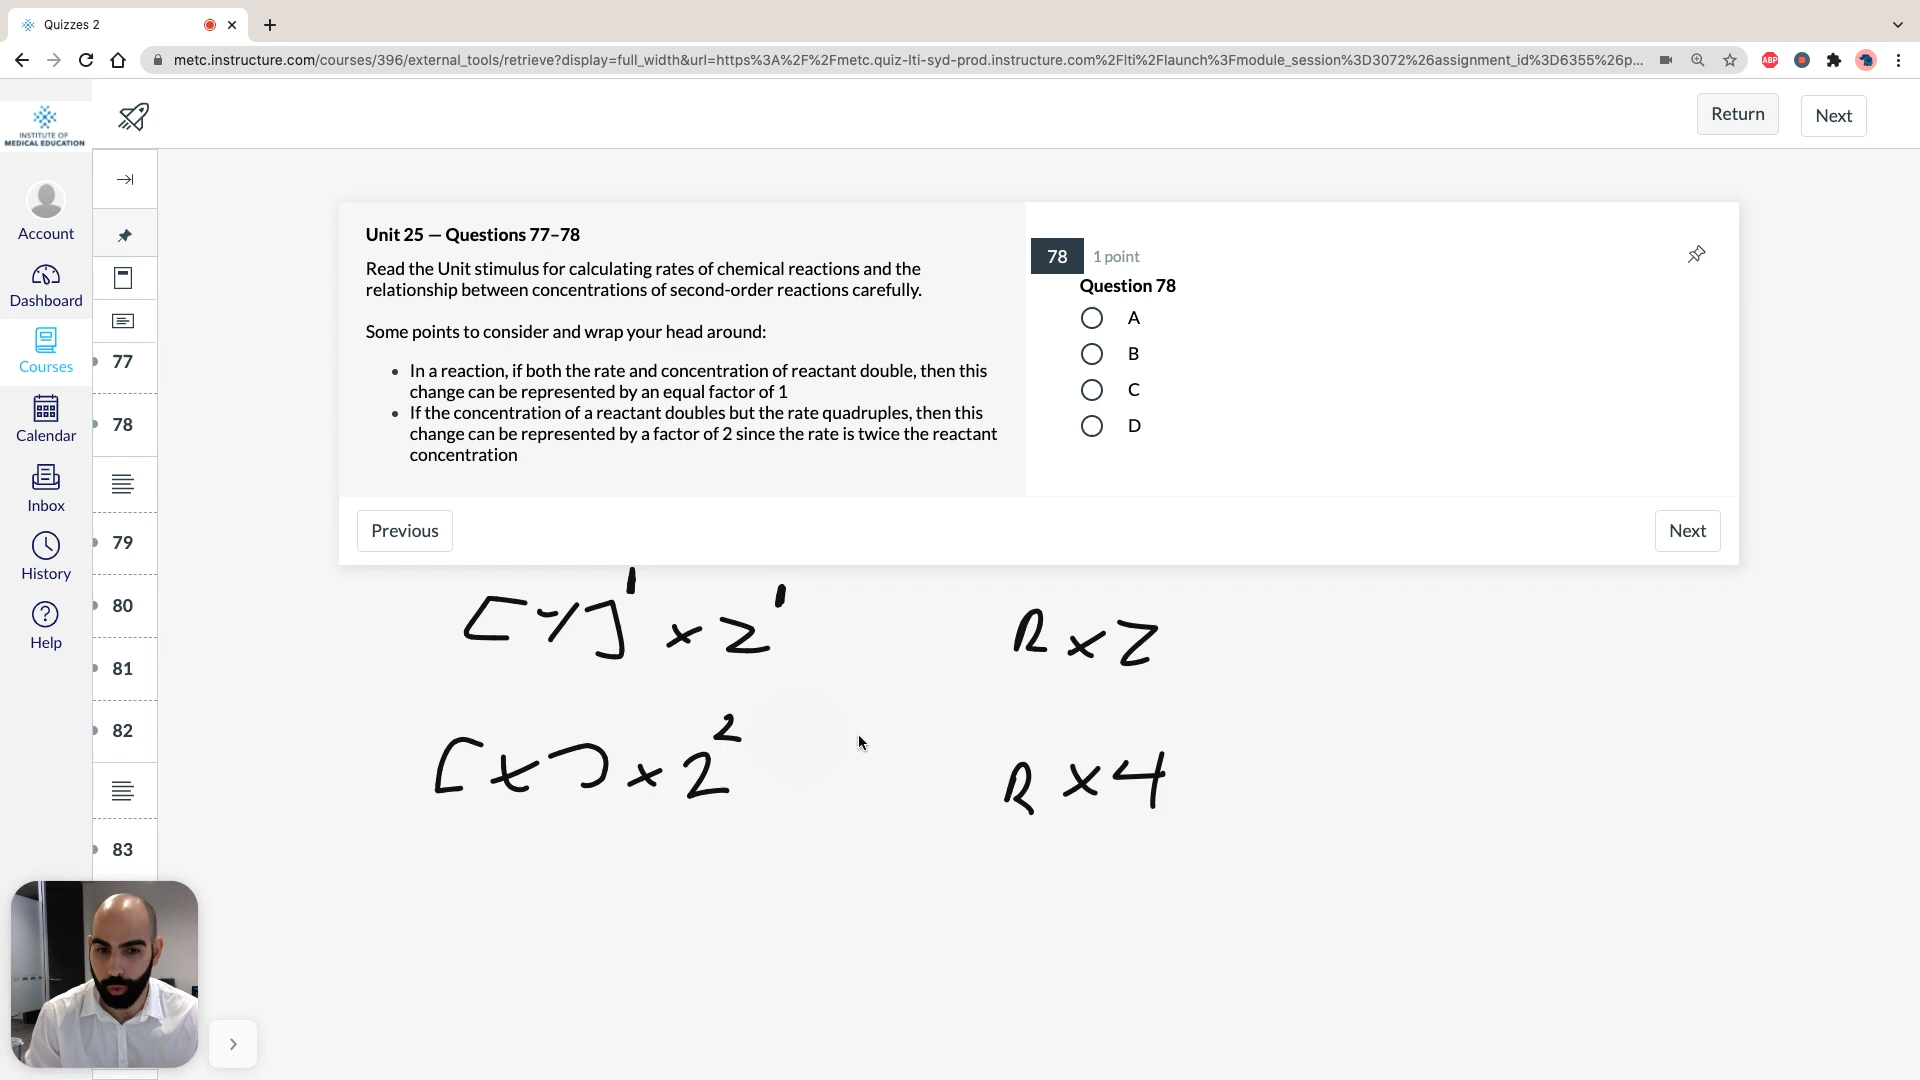 Quizzes 2
metc.instructure.com/courses/396/external_tools/retrieve?display=full_width&url=https%3A%2F%2Fmetc.quiz-lti-syd-prod.instructure.com%2Flti%2Flaunch%3Fmodule_session%3D3072%26assignment_id%3D6355%26p...
ABP
INSTITUTE OF
MEDICAL EDUCATION
Return
Next
Account
Dashboard
Courses
Calendar
Inbox
History
Help
77
78
79
80
81
82
83
Unit 25 – Questions 77–78
Read the Unit stimulus for calculating rates of chemical reactions and the
relationship between concentrations of second-order reactions carefully.
Some points to consider and wrap your head around:
• In a reaction, if both the rate and concentration of reactant double, then this
change can be represented by an equal factor of 1
• If the concentration of a reactant doubles but the rate quadruples, then this
change can be represented by a factor of 2 since the rate is twice the reactant
concentration
78 1 point
Question 78
A
B
C
D
Previous
Next
[Y]¹ × 2¹ R × 2
[X] × 2² R × 4